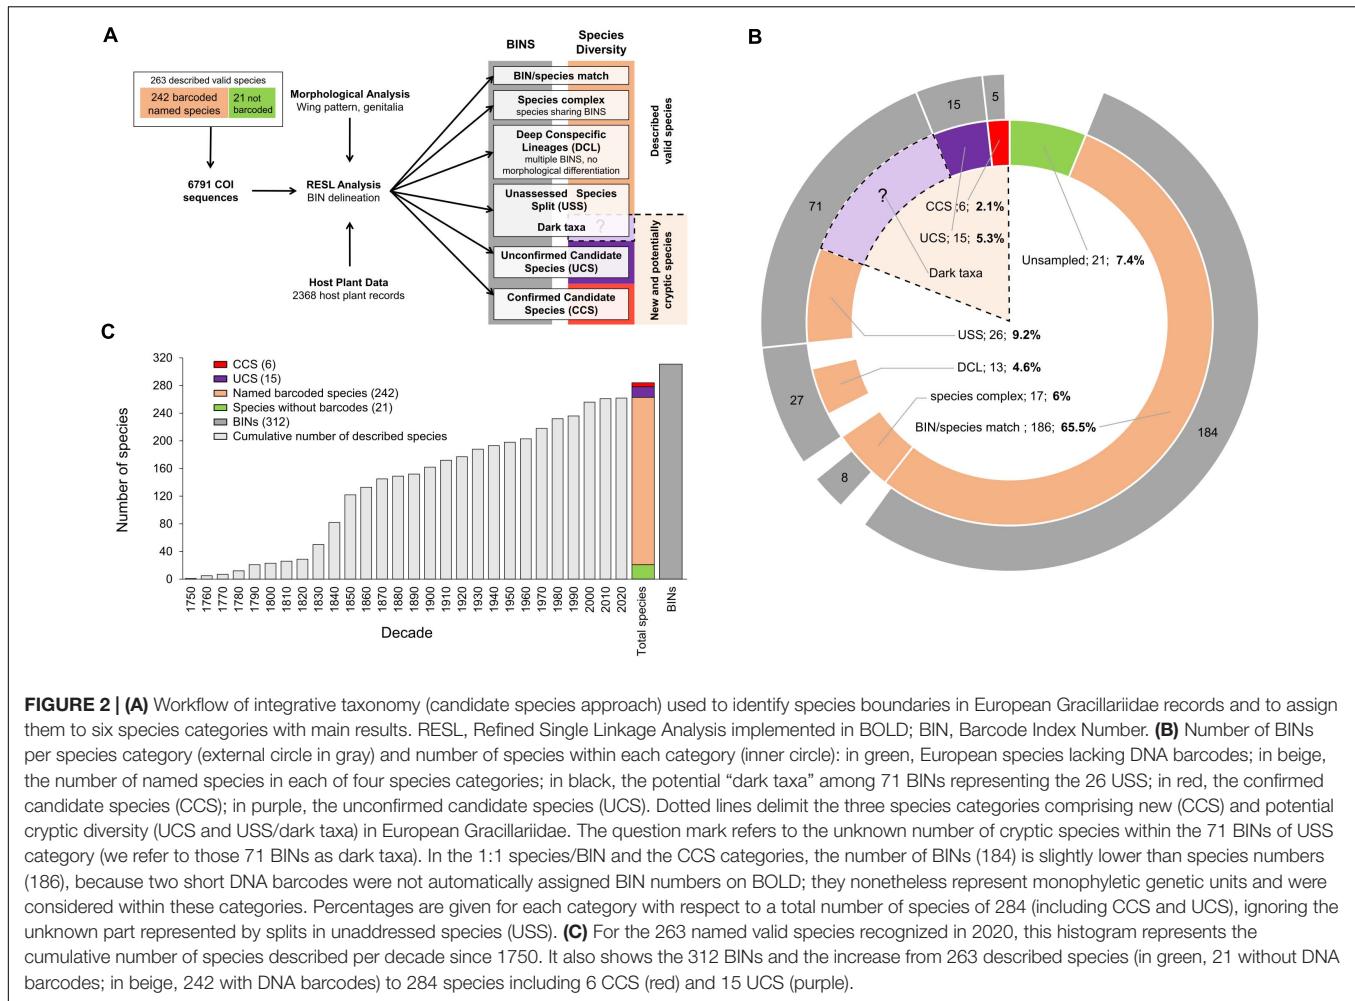 A
263 described valid species
242 barcoded
named species
21 not
barcoded
Morphological Analysis
Wing pattern, genitalia
6791 COI
sequences
RESL Analysis
BIN delineation
Host Plant Data
2368 host plant records
BINS
Species
Diversity
BIN/species match
Species complex
species sharing BINS
Deep Conspecific
Lineages (DCL)
multiple BINS, no
morphological differentiation
Unassessed Species
Split (USS)
?
Dark taxa
Unconfirmed Candidate
Species (UCS)
Confirmed Candidate
Species (CCS)
Described
valid species
New and potentially
cryptic species
B
15
5
71
?
CCS ;6; 2.1%
UCS; 15; 5.3%
Dark taxa
Unsampled; 21; 7.4%
USS; 26; 9.2%
DCL; 13; 4.6%
species complex; 17; 6%
BIN/species match ; 186; 65.5%
27
8
184
C
Number of species
320
280
240
200
160
120
80
40
0
CCS (6)
UCS (15)
Named barcoded species (242)
Species without barcodes (21)
BINs (312)
Cumulative number of described species
1750
1760
1770
1780
1790
1800
1810
1820
1830
1840
1850
1860
1870
1880
1890
1900
1910
1920
1930
1940
1950
1960
1970
1980
1990
2000
2010
2020
Total species
BINs
Decade
FIGURE 2 | (A) Workflow of integrative taxonomy (candidate species approach) used to identify species boundaries in European Gracillariidae records and to assign
them to six species categories with main results. RESL, Refined Single Linkage Analysis implemented in BOLD; BIN, Barcode Index Number. (B) Number of BINs
per species category (external circle in gray) and number of species within each category (inner circle): in green, European species lacking DNA barcodes; in beige,
the number of named species in each of four species categories; in black, the potential “dark taxa” among 71 BINs representing the 26 USS; in red, the confirmed
candidate species (CCS); in purple, the unconfirmed candidate species (UCS). Dotted lines delimit the three species categories comprising new (CCS) and potential
cryptic diversity (UCS and USS/dark taxa) in European Gracillariidae. The question mark refers to the unknown number of cryptic species within the 71 BINs of USS
category (we refer to those 71 BINs as dark taxa). In the 1:1 species/BIN and the CCS categories, the number of BINs (184) is slightly lower than species numbers
(186), because two short DNA barcodes were not automatically assigned BIN numbers on BOLD; they nonetheless represent monophyletic genetic units and were
considered within these categories. Percentages are given for each category with respect to a total number of species of 284 (including CCS and UCS), ignoring the
unknown part represented by splits in unaddressed species (USS). (C) For the 263 named valid species recognized in 2020, this histogram represents the
cumulative number of species described per decade since 1750. It also shows the 312 BINs and the increase from 263 described species (in green, 21 without DNA
barcodes; in beige, 242 with DNA barcodes) to 284 species including 6 CCS (red) and 15 UCS (purple).